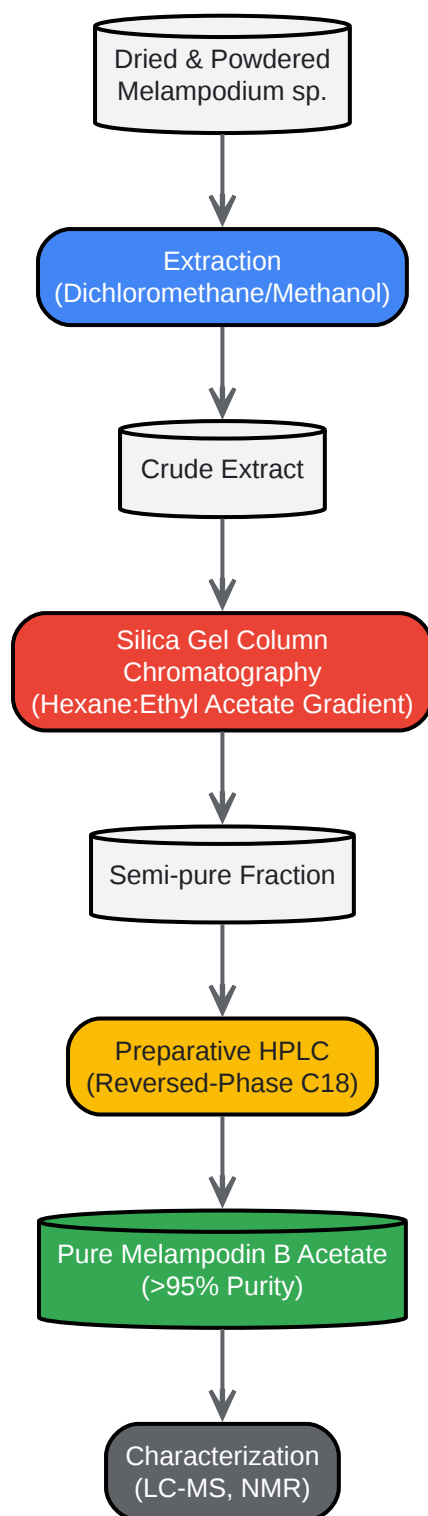 Dried & Powdered
Melampodium sp.
Extraction
(Dichloromethane/Methanol)
Crude Extract
Silica Gel Column
Chromatography
(Hexane:Ethyl Acetate Gradient)
Semi-pure Fraction
Preparative HPLC
(Reversed-Phase C18)
Pure Melampodin B Acetate
(>95% Purity)
Characterization
(LC-MS, NMR)